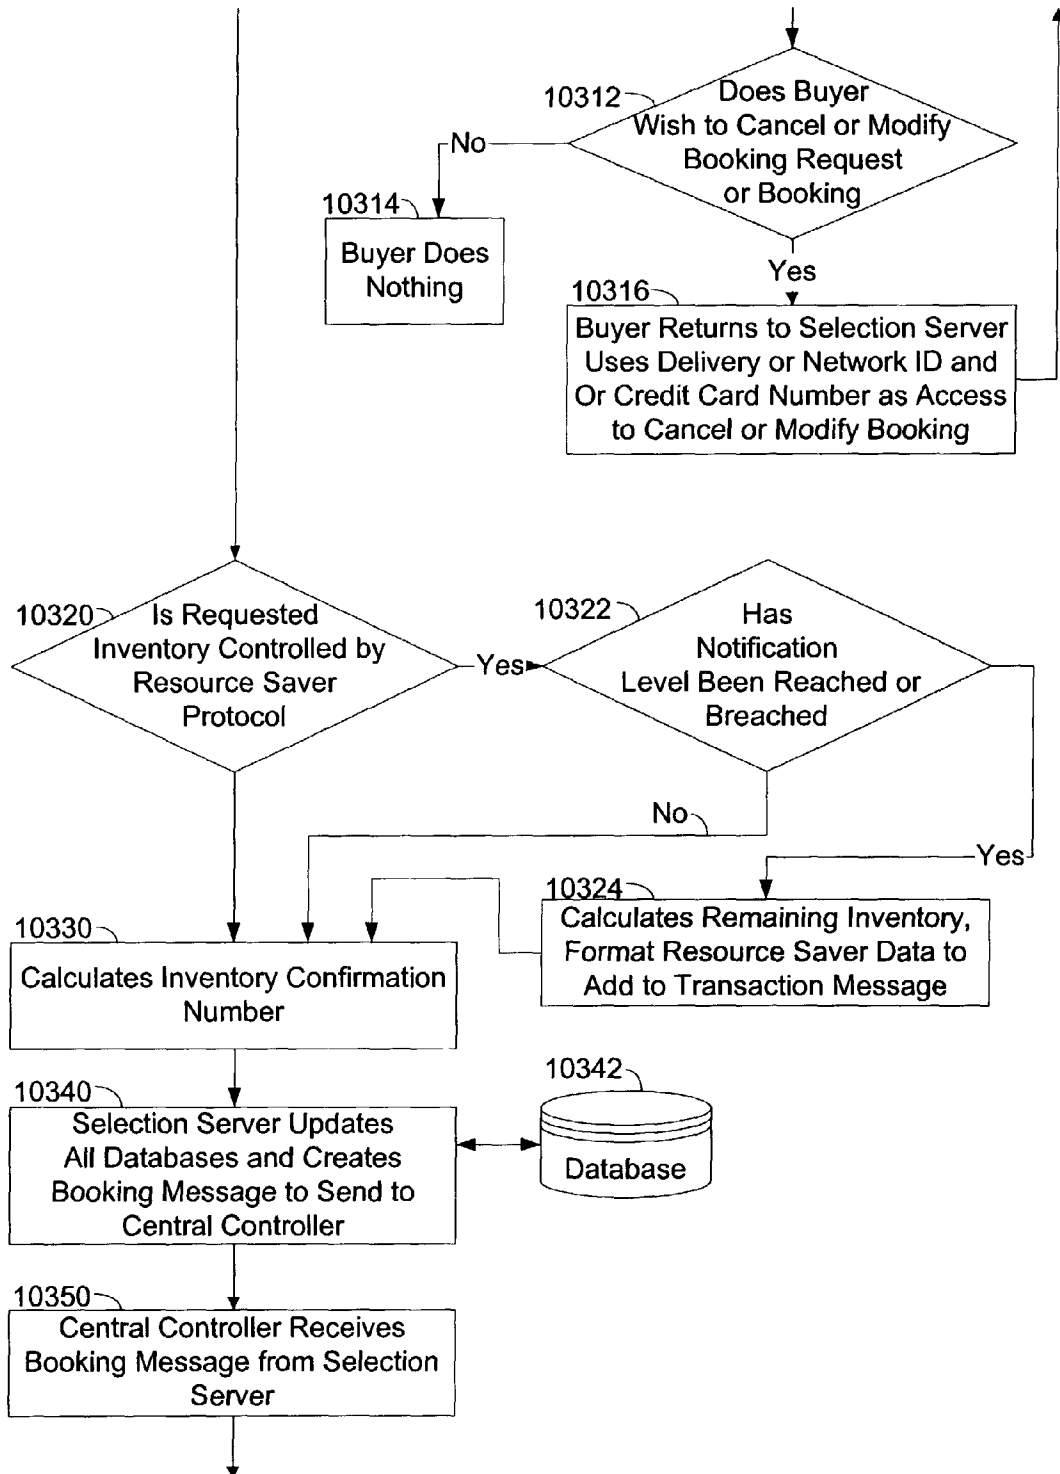 10312
Does Buyer
Wish to Cancel or Modify
Booking Request
or Booking
No
10314
Buyer Does
Nothing
Yes
10316
Buyer Returns to Selection Server
Uses Delivery or Network ID and
Or Credit Card Number as Access
to Cancel or Modify Booking
10320
Is Requested
Inventory Controlled by
Resource Saver
Protocol
Yes
10322
Has
Notification
Level Been Reached or
Breached
No
Yes
10324
Calculates Remaining Inventory,
Format Resource Saver Data to
Add to Transaction Message
10330
Calculates Inventory Confirmation
Number
10340
Selection Server Updates
All Databases and Creates
Booking Message to Send to
Central Controller
10342
Database
10350
Central Controller Receives
Booking Message from Selection
Server